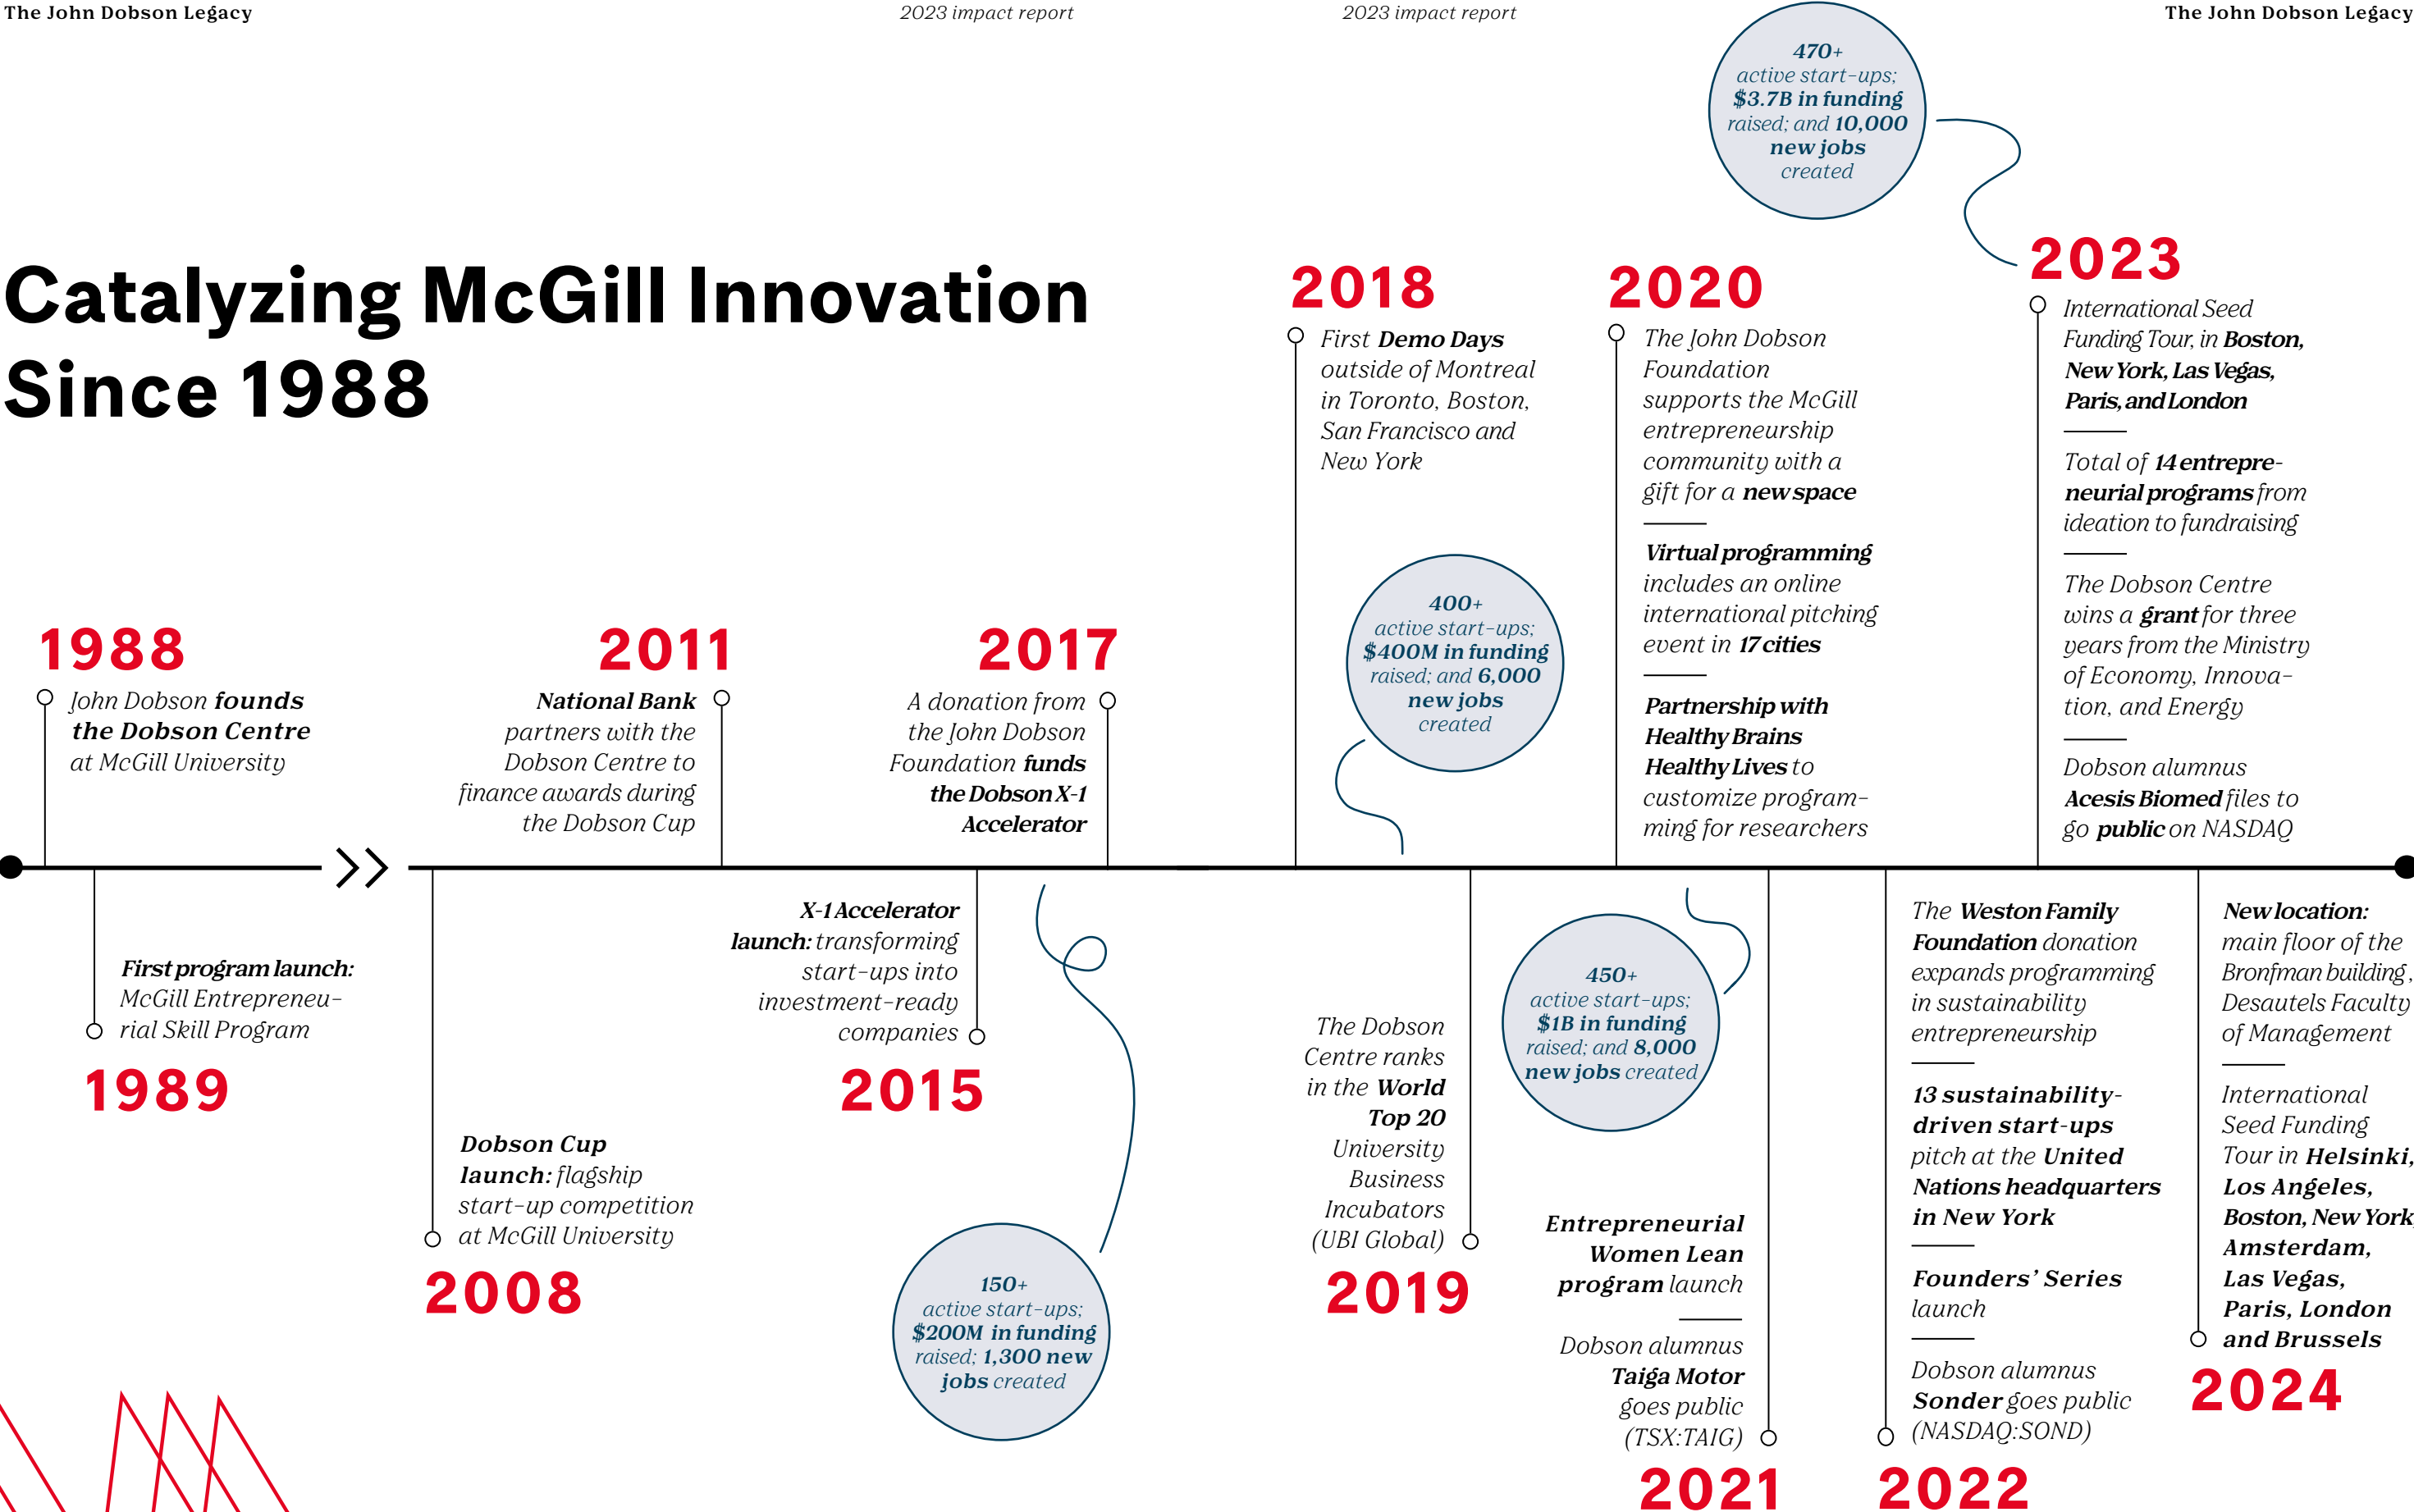 The John Dobson Legacy
2023 impact report
2023 impact report
The John Dobson Legacy
Catalyzing McGill Innovation
Since 1988
1988
John Dobson founds
the Dobson Centre
at McGill University
First program launch:
McGill Entrepreneu-
rial Skill Program
1989
Dobson Cup
launch: flagship
start-up competition
at McGill University
2008
2011
National Bank
partners with the
Dobson Centre to
finance awards during
the Dobson Cup
X-1 Accelerator
launch: transforming
start-ups into
investment-ready
companies
2015
150+
active start-ups;
$200M in funding
raised; 1,300 new
jobs created
2017
A donation from
the John Dobson
Foundation funds
the Dobson X-1
Accelerator
2018
First Demo Days
outside of Montreal
in Toronto, Boston,
San Francisco and
New York
400+
active start-ups;
$400M in funding
raised; and 6,000
new jobs
created
The Dobson
Centre ranks
in the World
Top 20
University
Business
Incubators
(UBI Global)
2019
2020
The John Dobson
Foundation
supports the McGill
entrepreneurship
community with a
gift for a new space
Virtual programming
includes an online
international pitching
event in 17 cities
Partnership with
Healthy Brains
Healthy Lives to
customize program-
ming for researchers
450+
active start-ups;
$1B in funding
raised; and 8,000
new jobs created
Entrepreneurial
Women Lean
program launch
Dobson alumnus
Taiga Motor
goes public
(TSX:TAIG)
2021
The Weston Family
Foundation donation
expands programming
in sustainability
entrepreneurship
13 sustainability-
driven start-ups
pitch at the United
Nations headquarters
in New York
Founders' Series
launch
Dobson alumnus
Sonder goes public
(NASDAQ:SOND)
2022
470+
active start-ups;
$3.7B in funding
raised; and 10,000
new jobs
created
2023
International Seed
Funding Tour, in Boston,
New York, Las Vegas,
Paris, and London
Total of 14 entrepre-
neurial programs from
ideation to fundraising
The Dobson Centre
wins a grant for three
years from the Ministry
of Economy, Innova-
tion, and Energy
Dobson alumnus
Acesis Biomed files to
go public on NASDAQ
New location:
main floor of the
Bronfman building,
Desautels Faculty
of Management
International
Seed Funding
Tour in Helsinki,
Los Angeles,
Boston, New York,
Amsterdam,
Las Vegas,
Paris, London
and Brussels
2024